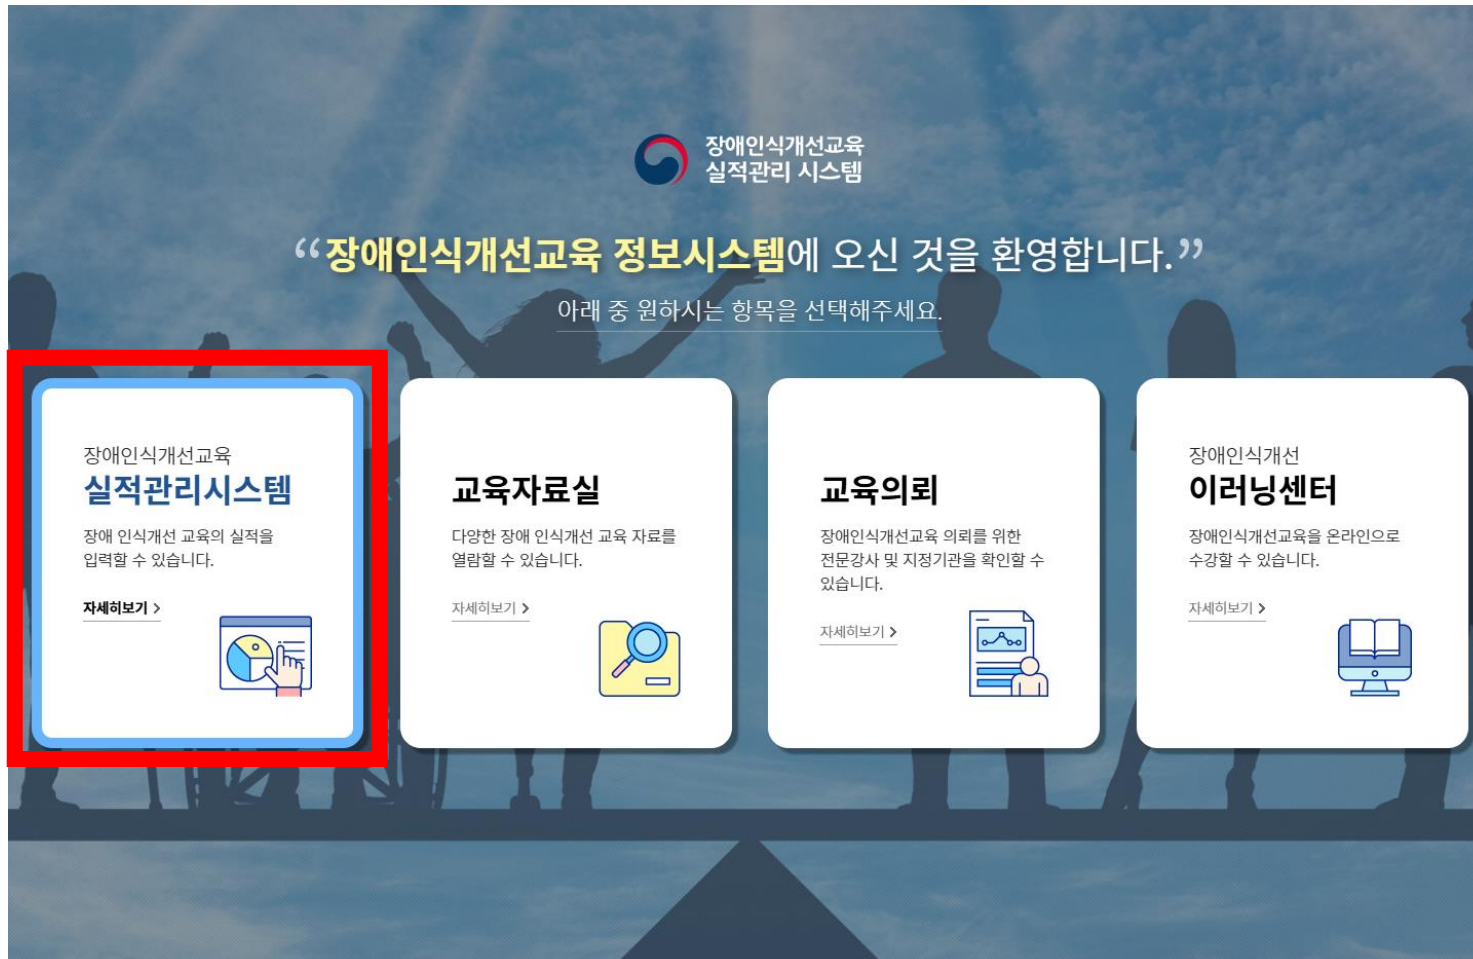 장애인식개선교육
실적관리 시스템
“장애인식개선교육 정보시스템에 오신 것을 환영합니다.”
아래 중 원하시는 항목을 선택해주세요.
장애인식개선교육
실적관리시스템
장애 인식개선 교육의 실적을
입력할 수 있습니다.
자세히보기 >
교육자료실
다양한 장애 인식개선 교육 자료를
열람할 수 있습니다.
자세히보기 >
교육의뢰
장애인식개선교육 의뢰를 위한
전문강사 및 지정기관을 확인할 수
있습니다.
자세히보기 >
장애인식개선
이러닝센터
장애인식개선교육을 온라인으로
수강할 수 있습니다.
자세히보기 >